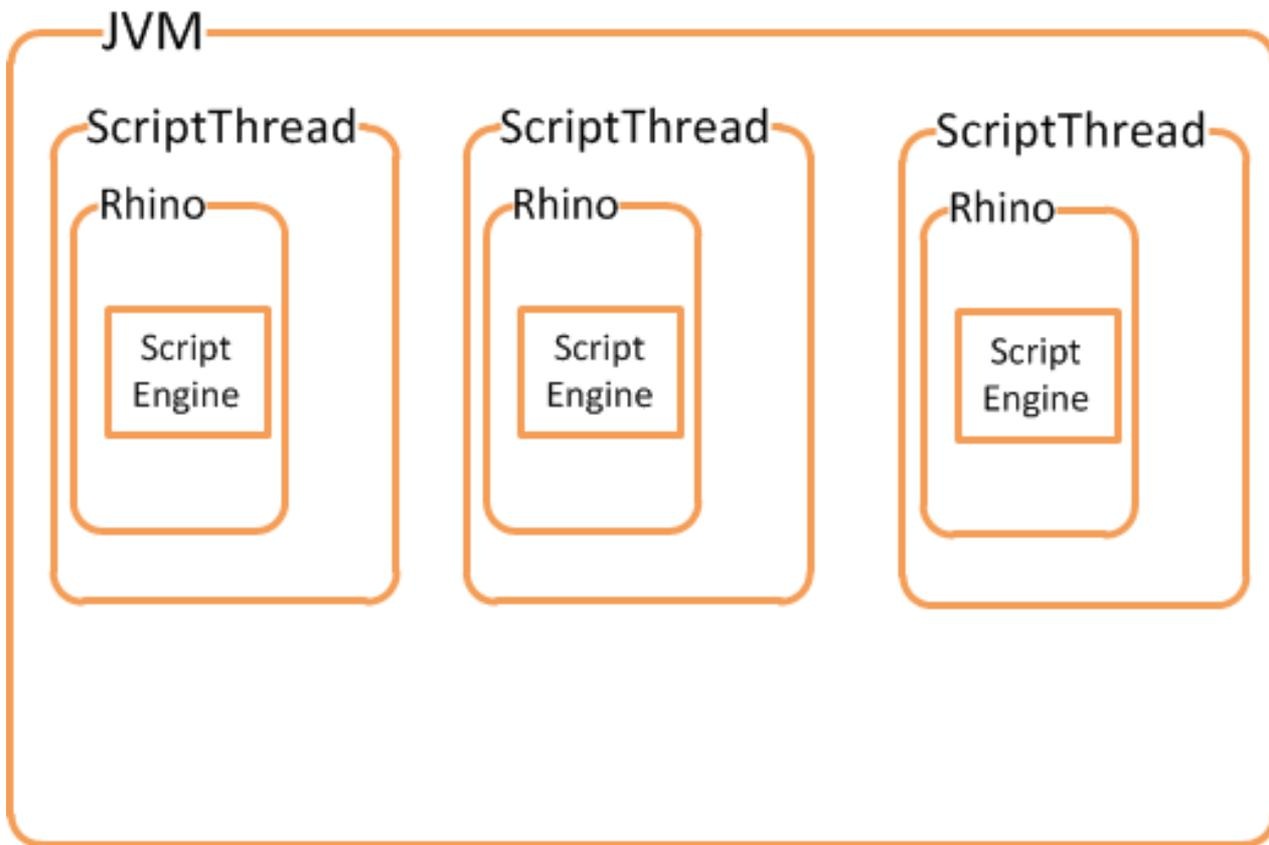 JVM
ScriptThread
ScriptThread
ScriptThread
Rhino
Rhino
Rhino
Script
Engine
Script
Engine
Script
Engine